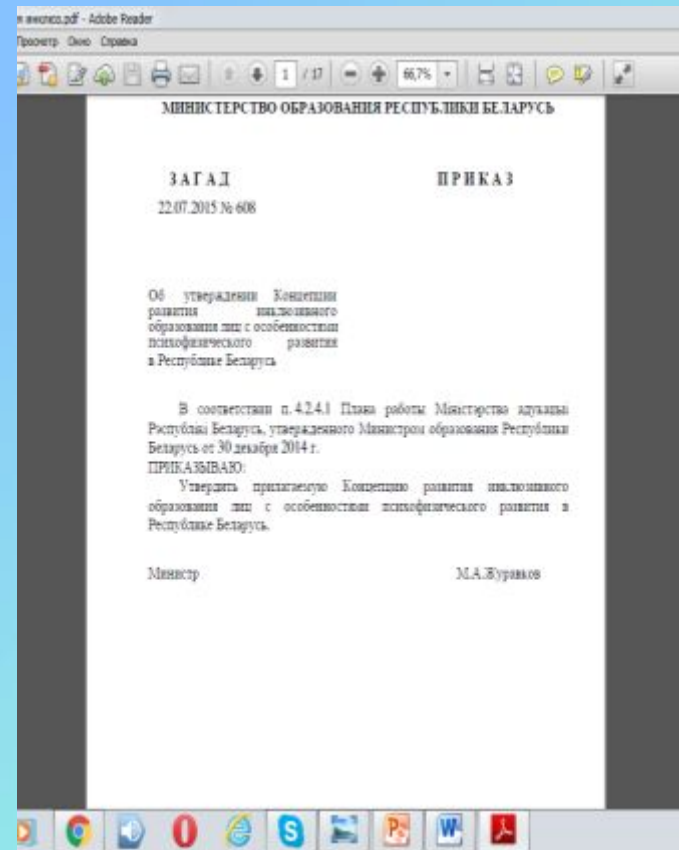 .pdf - Adobe Reader
Просмотр Окно Справка
1 / 17 66,7%
МИНИСТЕРСТВО ОБРАЗОВАНИЯ РЕСПУБЛИКИ БЕЛАРУСЬ
ЗАГАД ПРИКАЗ
22.07.2015 № 608
Об утверждении Концепции
развития инклюзивного
образования лиц с особенностями
психофизического развития
в Республике Беларусь
В соответствии п. 4.2.4.1 Плана работы Міністэрства адукацыі
Рэспублікі Беларусь, утвержденного Министром образования Республики
Беларусь от 30 декабря 2014 г.
ПРИКАЗЫВАЮ:
Утвердить прилагаемую Концепцию развития инклюзивного
образования лиц с особенностями психофизического развития в
Республике Беларусь.
Министр М.А.Журавков